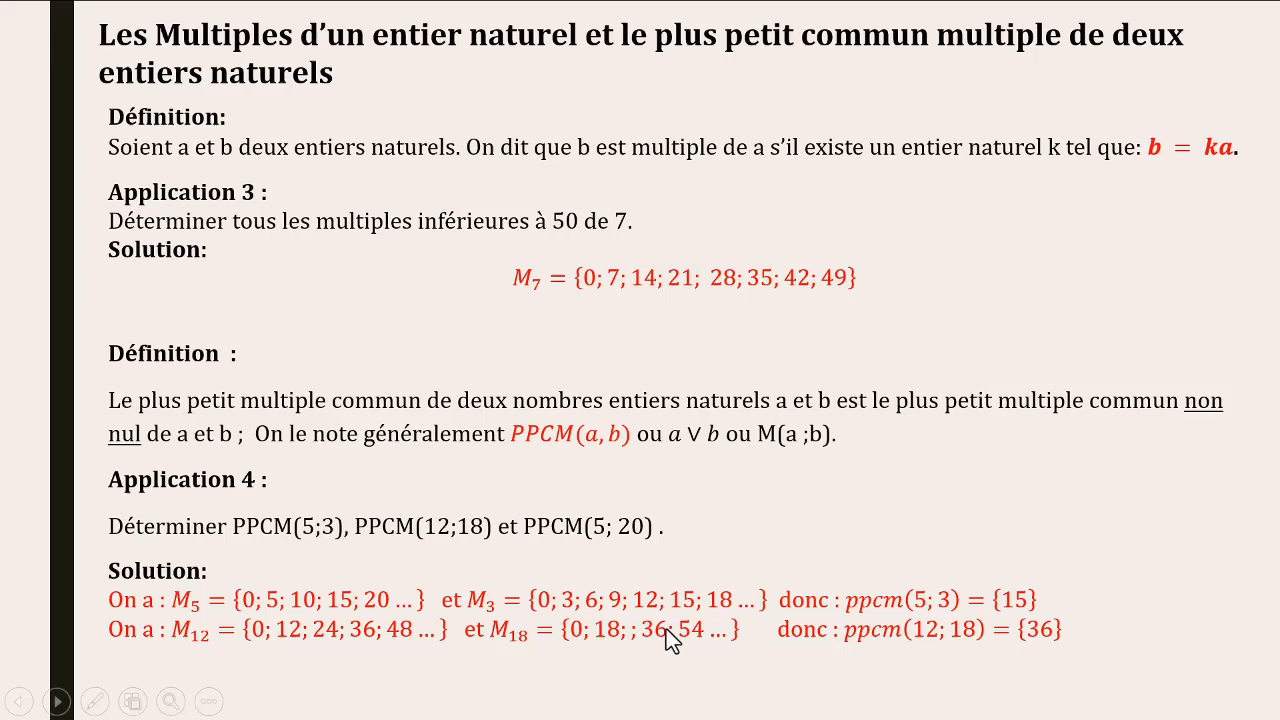 Les Multiples d’un entier naturel et le plus petit commun multiple de deux
entiers naturels
Définition:
Soient a et b deux entiers naturels. On dit que b est multiple de a s’il existe un entier naturel k tel que: b = ka.
Application 3 :
Déterminer tous les multiples inférieures à 50 de 7.
Solution:
M₇ = {0; 7; 14; 21; 28; 35; 42; 49}
Définition :
Le plus petit multiple commun de deux nombres entiers naturels a et b est le plus petit multiple commun non
nul de a et b ; On le note généralement PPCM(a, b) ou a ∨ b ou M(a ;b).
Application 4 :
Déterminer PPCM(5;3), PPCM(12;18) et PPCM(5; 20) .
Solution:
On a : M₅ = {0; 5; 10; 15; 20 … } et M₃ = {0; 3; 6; 9; 12; 15; 18 … } donc : ppcm(5; 3) = {15}
On a : M₁₂ = {0; 12; 24; 36; 48 … } et M₁₈ = {0; 18; ; 36; 54 … } donc : ppcm(12; 18) = {36}